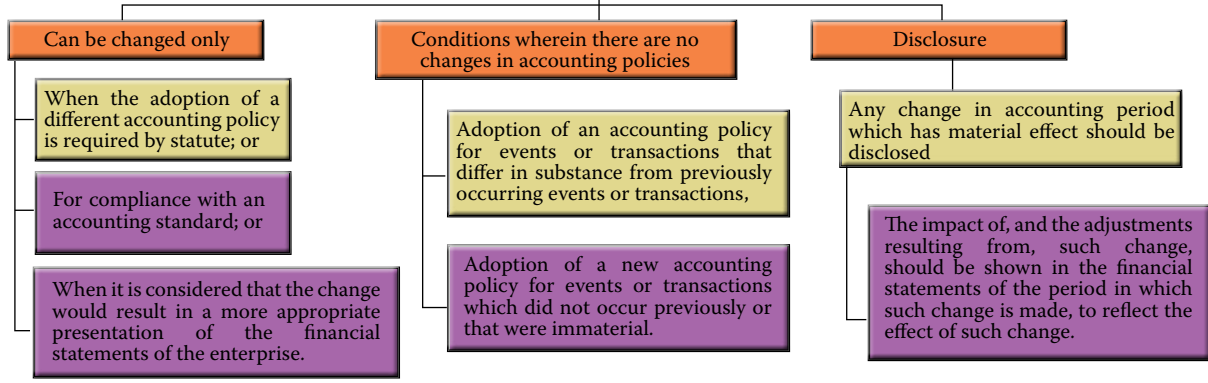 Can be changed only
When the adoption of a
different accounting policy
is required by statute; or
For compliance with an
accounting standard; or
When it is considered that the change
would result in a more appropriate
presentation of the financial
statements of the enterprise.
Conditions wherein there are no
changes in accounting policies
Adoption of an accounting policy
for events or transactions that
differ in substance from previously
occurring events or transactions,
Adoption of a new accounting
policy for events or transactions
which did not occur previously or
that were immaterial.
Disclosure
Any change in accounting period
which has material effect should be
disclosed
The impact of, and the adjustments
resulting from, such change,
should be shown in the financial
statements of the period in which
such change is made, to reflect the
effect of such change.